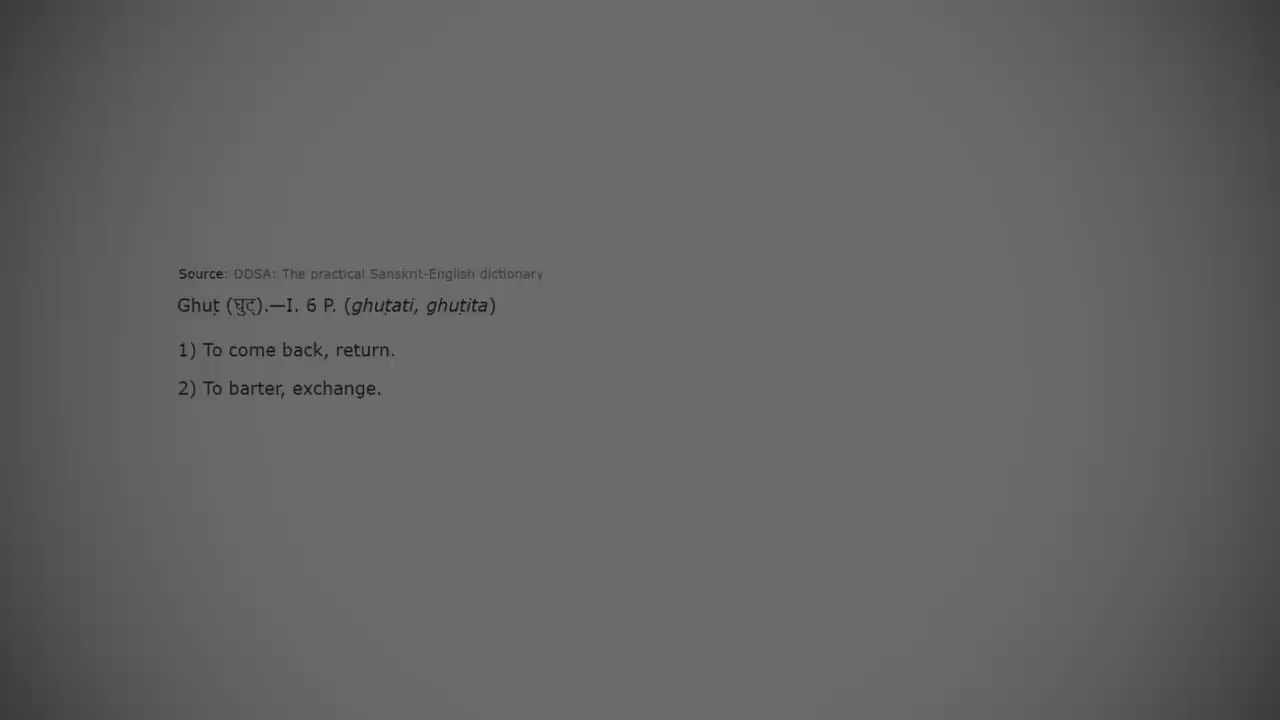 Source: DDSA: The practical Sanskrit-English dictionary
Ghuṭ (घुट्).—I. 6 P. (ghuṭati, ghuṭita)
1) To come back, return.
2) To barter, exchange.